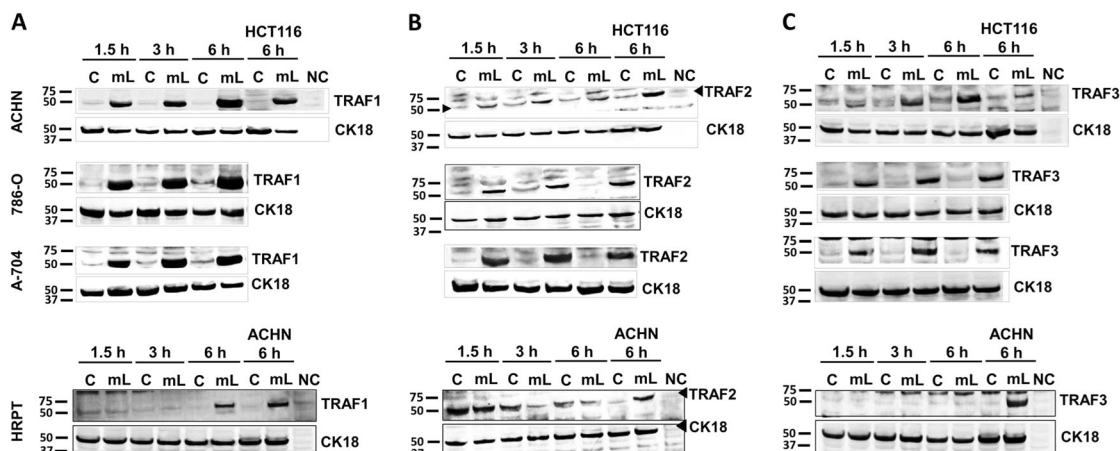 A
HCT116
1.5 h 3 h 6 h 6 h
C mL C mL C mL C mL NC
ACHN
75
50
TRAF1
50
37
CK18
786-O
75
50
TRAF1
50
37
CK18
A-704
75
50
TRAF1
50
37
CK18
ACHN
1.5 h 3 h 6 h 6 h
C mL C mL C mL C mL NC
HRPT
75
50
TRAF1
50
37
CK18
B
HCT116
1.5 h 3 h 6 h 6 h
C mL C mL C mL C mL NC
75
50
TRAF2
50
37
CK18
75
50
TRAF2
50
37
CK18
75
50
TRAF2
50
37
CK18
ACHN
1.5 h 3 h 6 h 6 h
C mL C mL C mL C mL NC
75
50
TRAF2
50
37
CK18
C
HCT116
1.5 h 3 h 6 h 6 h
C mL C mL C mL C mL NC
75
50
TRAF3
50
37
CK18
75
50
TRAF3
50
37
CK18
75
50
TRAF3
50
37
CK18
ACHN
1.5 h 3 h 6 h 6 h
C mL C mL C mL C mL NC
75
50
TRAF3
50
37
CK18